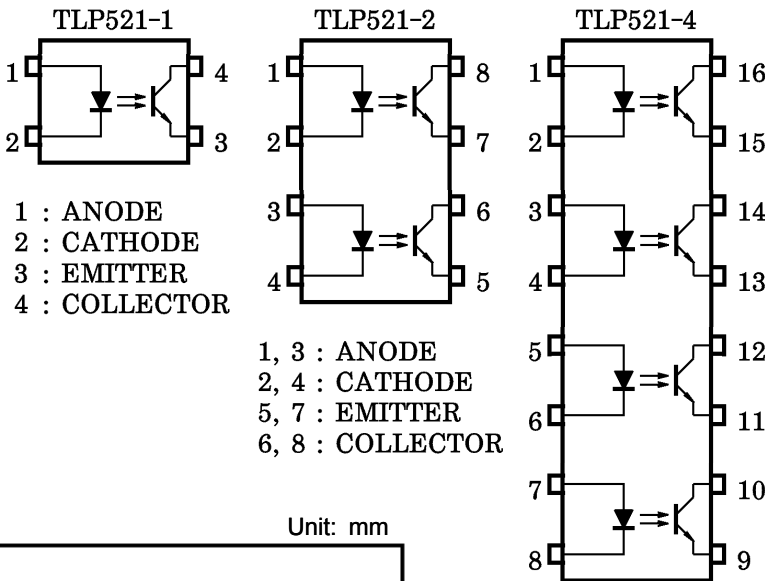 TLP521-1
1
4
2
3
1 : ANODE
2 : CATHODE
3 : EMITTER
4 : COLLECTOR
TLP521-2
1
8
2
7
3
6
4
5
1, 3 : ANODE
2, 4 : CATHODE
5, 7 : EMITTER
6, 8 : COLLECTOR
TLP521-4
1
16
2
15
3
14
4
13
5
12
6
11
7
10
8
9
Unit: mm